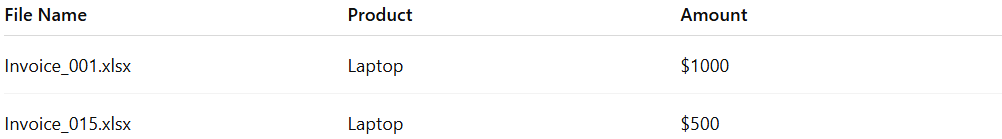 File Name Product Amount
Invoice_001.xlsx Laptop $1000
Invoice_015.xlsx Laptop $500